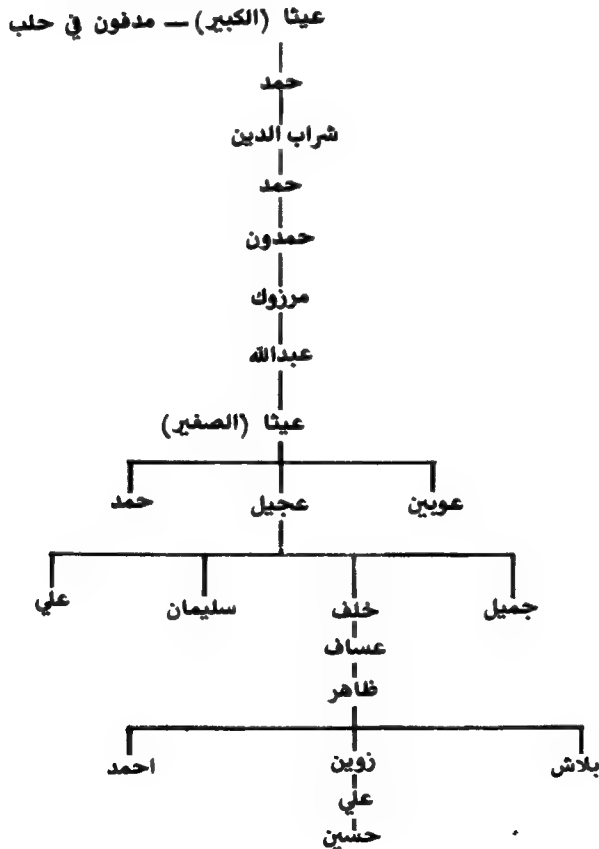 عيثا (الكبير) — مدفون في حلب
حمد
شراب الدين
حمد
حمدون
مرزوك
عبدالله
عيثا (الصغير)
عوبين عجيل حمد
جميل خلف سليمان علي
عساف
ظاهر
بلاش زوين احمد
علي
حسين